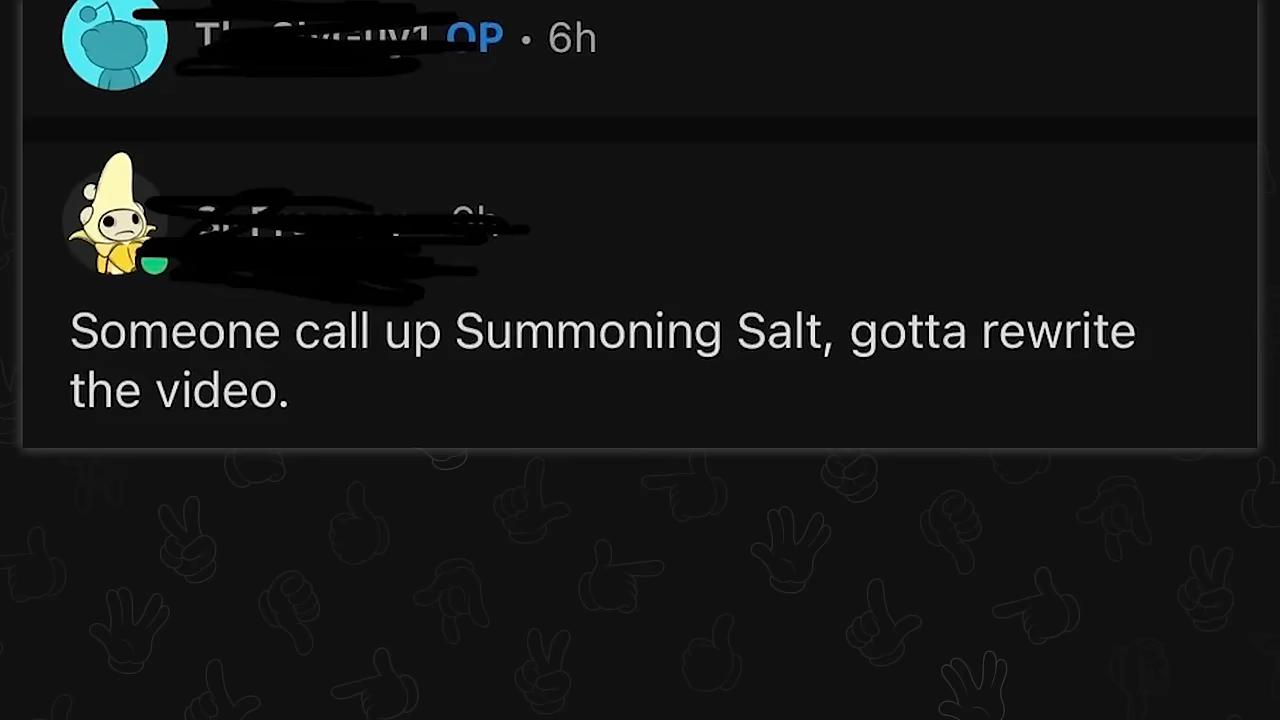 OP • 6h
Someone call up Summoning Salt, gotta rewrite
the video.